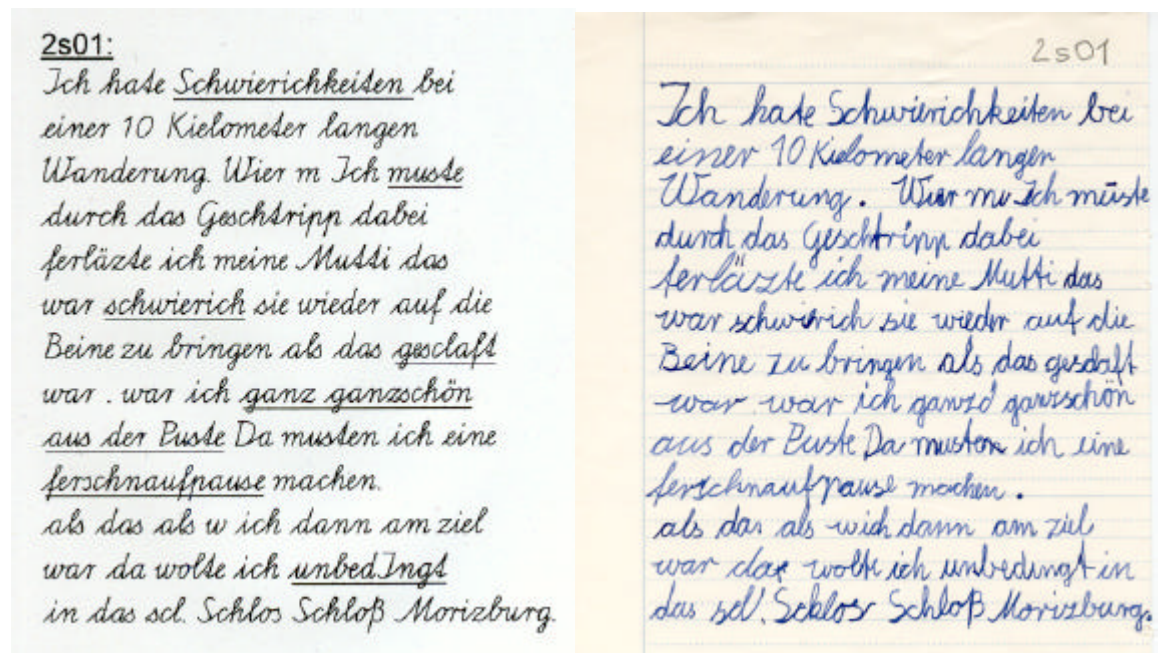 2s01:
Ich hate Schwierichkeiten bei
einer 10 Kielometer langen
Wanderung. Wier m Ich muste
durch das Geschtripp dabei
ferläzte ich meine Mutti das
war schwierich sie wieder auf die
Beine zu bringen als das gesclaft
war . war ich ganz ganzschön
aus der Puste Da musten ich eine
ferschnaufpause machen.
als das als w ich dann am ziel
war da wolte ich unbedIngt
in das scl. Schlos Schloß Morizburg.
2s01
Ich hate Schwierichkeiten bei
einer 10 Kielometer langen
Wanderung. Wier m Ich muste
durch das Geschtripp dabei
ferläzte ich meine Mutti das
war schwierich sie wieder auf die
Beine zu bringen als das gesclaft
war . war ich ganz ganzschön
aus der Puste Da musten ich eine
ferschnaufpause machen.
als das als w ich dann am ziel
war da wolte ich unbedingt in
das scl. Schlos Schloß Morizburg.